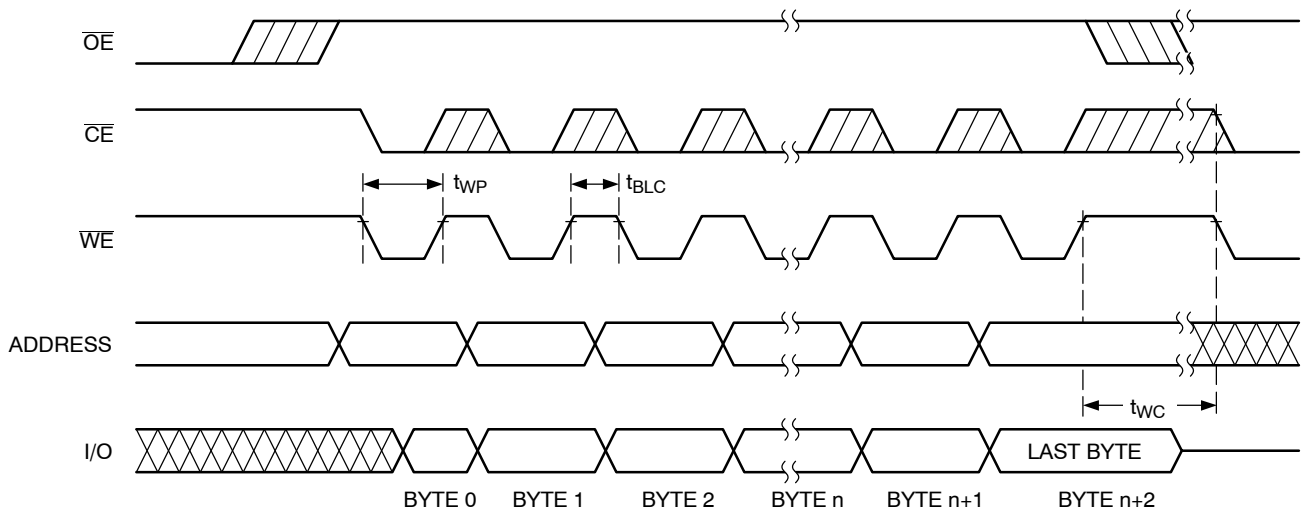 OE
CE
tWP
tBLC
WE
ADDRESS
tWC
I/O
LAST BYTE
BYTE 0 BYTE 1 BYTE 2 BYTE n BYTE n+1 BYTE n+2